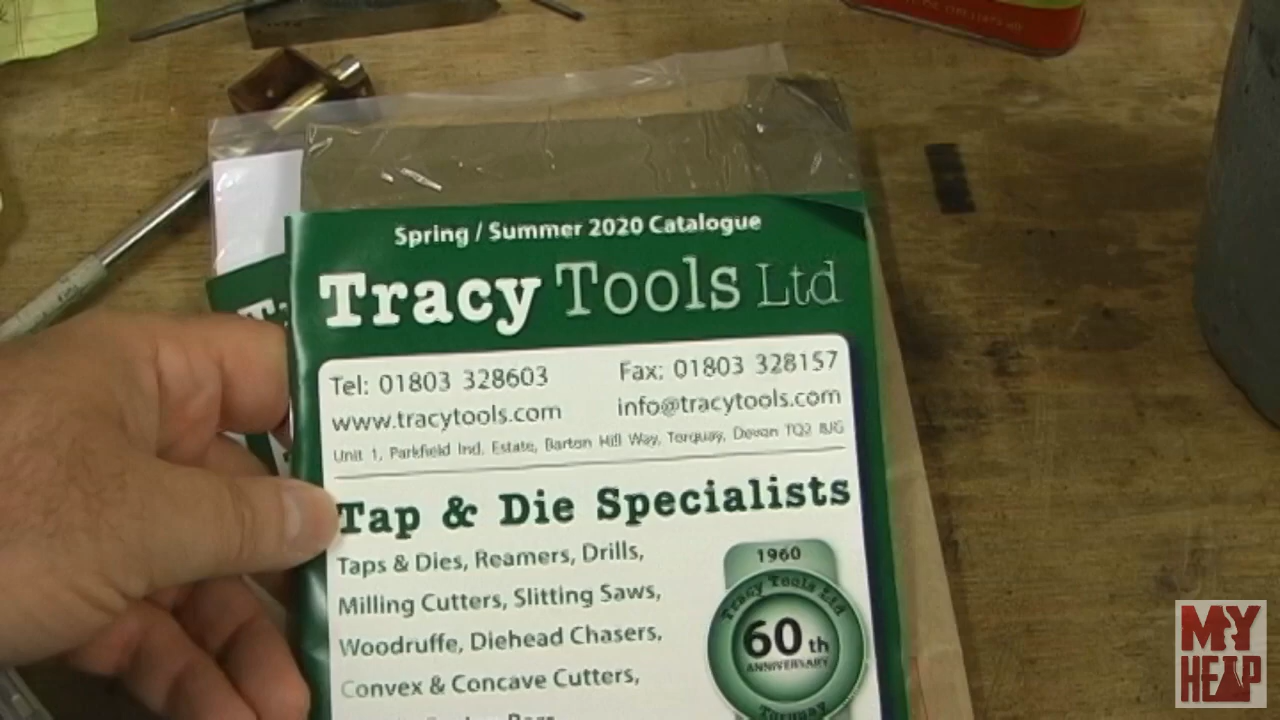 Spring / Summer 2020 Catalogue
Tracy Tools Ltd
Tel: 01803 328603 Fax: 01803 328157
www.tracytools.com info@tracytools.com
Unit 1, Parkfield Ind. Estate, Barton Hill Way, Torquay, Devon TQ2 8JG
Tap & Die Specialists
Taps & Dies, Reamers, Drills,
Milling Cutters, Slitting Saws,
Woodruffe, Diehead Chasers,
Convex & Concave Cutters,
1960
Tracy Tools Ltd
60th
ANNIVERSARY
Torquay
MY
HEAP